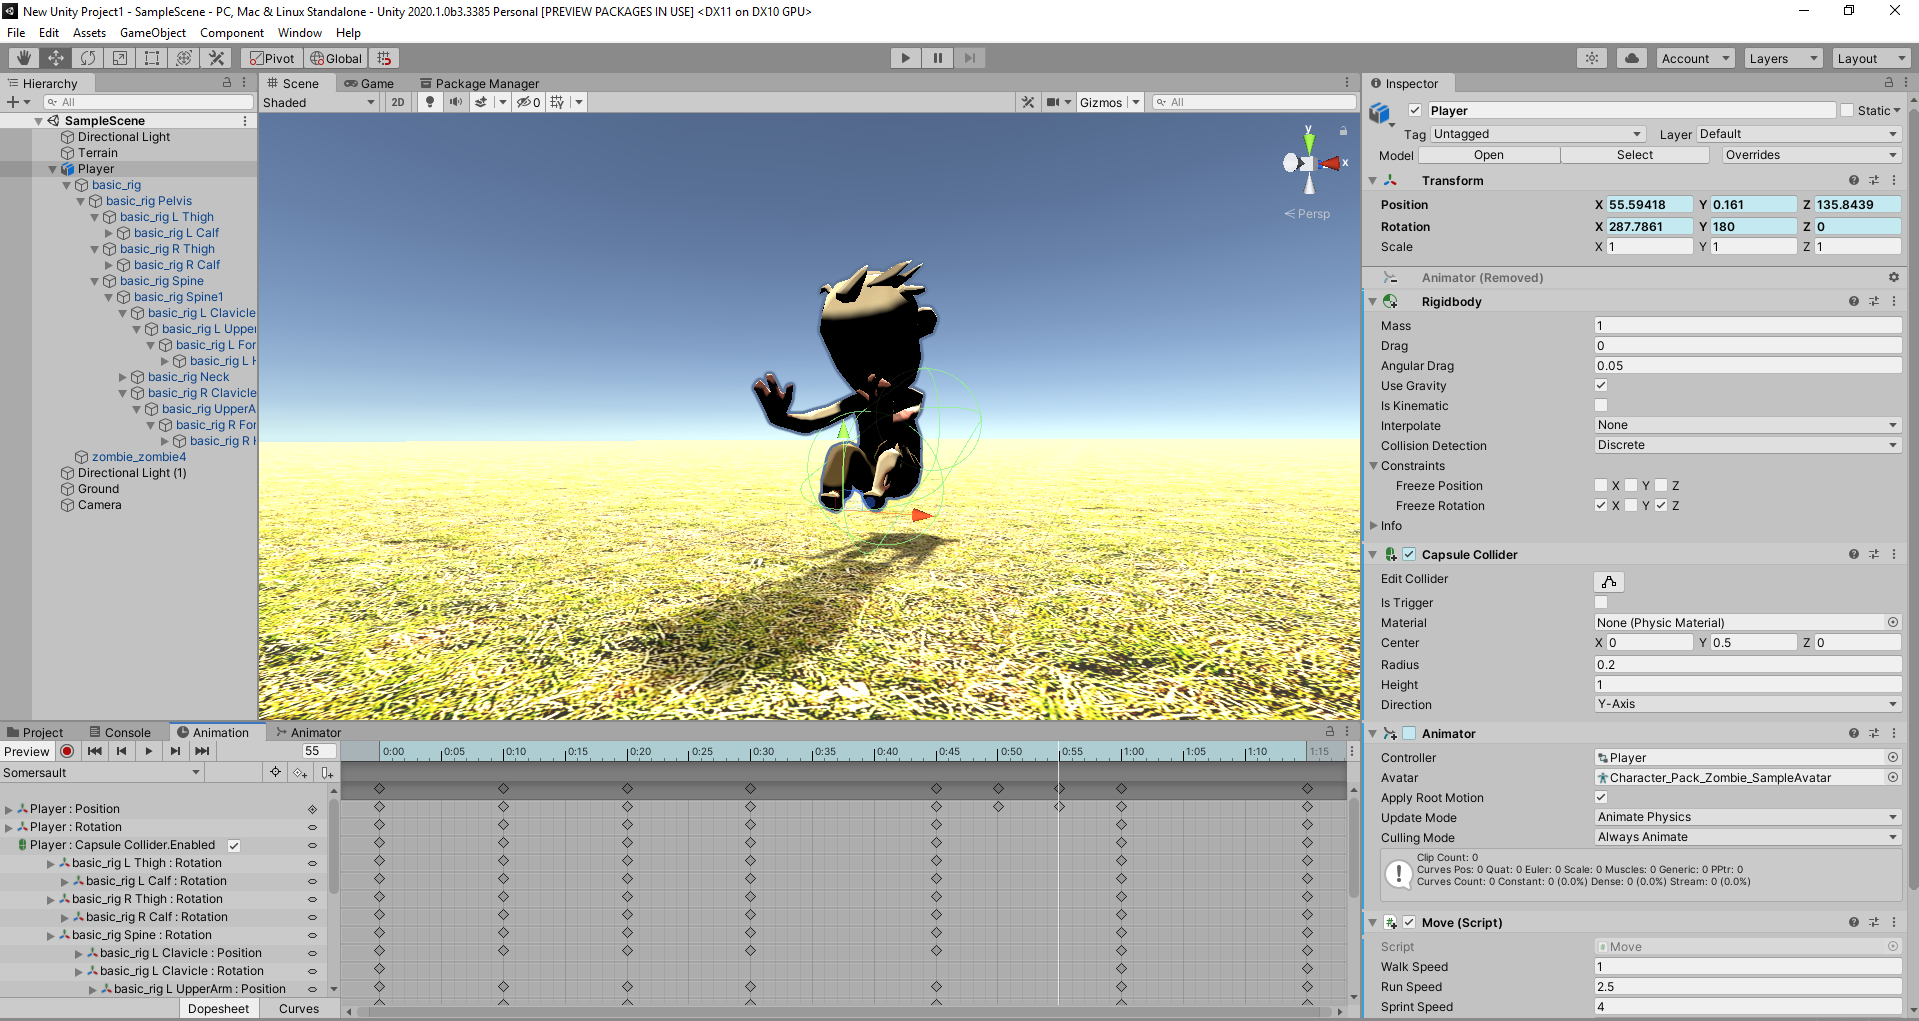 New Unity Project1 - SampleScene - PC, Mac & Linux Standalone - Unity 2020.1.0b3.3385 Personal [PREVIEW PACKAGES IN USE] <DX11 on DX10 GPU>
File Edit Assets GameObject Component Window Help
Pivot Global Account Layers Layout
Hierarchy
All
SampleScene
Directional Light
Terrain
Player
basic_rig
basic_rig Pelvis
basic_rig L Thigh
basic_rig L Calf
basic_rig R Thigh
basic_rig R Calf
basic_rig Spine
basic_rig Spine1
basic_rig L Clavicle
basic_rig L Upper
basic_rig L For
basic_rig L H
basic_rig Neck
basic_rig R Clavicle
basic_rig UpperA
basic_rig R For
basic_rig R H
zombie_zombie4
Directional Light (1)
Ground
Camera
Scene Game Package Manager
Shaded 2D 0 Gizmos All
y
x
Persp
Inspector
Player Static
Tag Untagged Layer Default
Model Open Select Overrides
Transform
Position X 55.59418 Y 0.161 Z 135.8439
Rotation X 287.7861 Y 180 Z 0
Scale X 1 Y 1 Z 1
Animator (Removed)
Rigidbody
Mass 1
Drag 0
Angular Drag 0.05
Use Gravity
Is Kinematic
Interpolate None
Collision Detection Discrete
Constraints
Freeze Position X Y Z
Freeze Rotation X Y Z
Info
Capsule Collider
Edit Collider
Is Trigger
Material None (Physic Material)
Center X 0 Y 0.5 Z 0
Radius 0.2
Height 1
Direction Y-Axis
Animator
Controller Player
Avatar Character_Pack_Zombie_SampleAvatar
Apply Root Motion
Update Mode Animate Physics
Culling Mode Always Animate
Clip Count: 0
Curves Pos: 0 Quat: 0 Euler: 0 Scale: 0 Muscles: 0 Generic: 0 PPtr: 0
Curves Count: 0 Constant: 0 (0.0%) Dense: 0 (0.0%) Stream: 0 (0.0%)
Move (Script)
Script Move
Walk Speed 1
Run Speed 2.5
Sprint Speed 4
Project Console Animation Animator
Preview 55 0:00 0:05 0:10 0:15 0:20 0:25 0:30 0:35 0:40 0:45 0:50 0:55 1:00 1:05 1:10 1:15
Somersault
Player : Position
Player : Rotation
Player : Capsule Collider.Enabled
basic_rig L Thigh : Rotation
basic_rig L Calf : Rotation
basic_rig R Thigh : Rotation
basic_rig R Calf : Rotation
basic_rig Spine : Rotation
basic_rig L Clavicle : Position
basic_rig L Clavicle : Rotation
basic_rig L UpperArm : Position
Dopesheet Curves